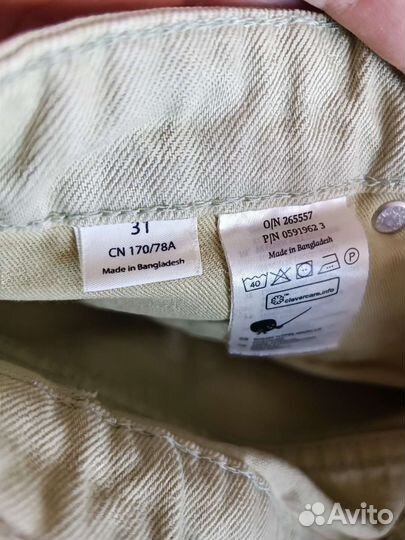 31
CN 170/78A
Made in Bangladesh
O/N 265557
P/N 0591962 3
Made in Bangladesh
40
P
clevercare.info
Avito